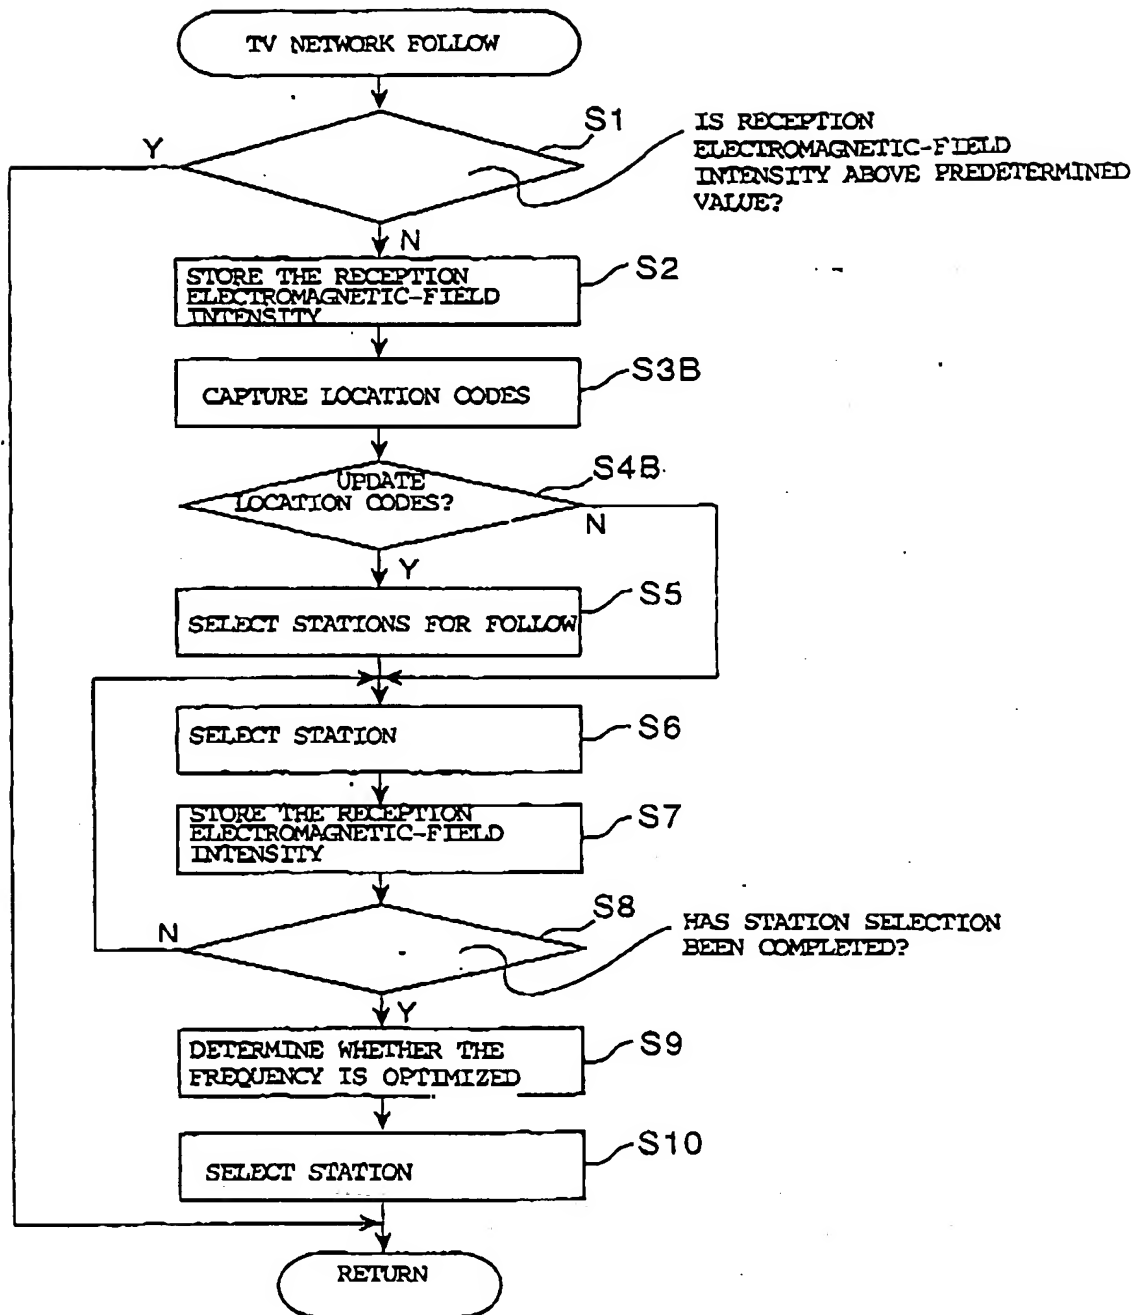 TV NETWORK FOLLOW
S1
IS RECEPTION
ELECTROMAGNETIC-FIELD
INTENSITY ABOVE PREDETERMINED
VALUE?
Y
N
STORE THE RECEPTION
ELECTROMAGNETIC-FIELD
INTENSITY
S2
CAPTURE LOCATION CODES
S3B
UPDATE
LOCATION CODES?
S4B
N
Y
SELECT STATIONS FOR FOLLOW
S5
SELECT STATION
S6
STORE THE RECEPTION
ELECTROMAGNETIC-FIELD
INTENSITY
S7
S8
HAS STATION SELECTION
BEEN COMPLETED?
N
Y
DETERMINE WHETHER THE
FREQUENCY IS OPTIMIZED
S9
SELECT STATION
S10
RETURN